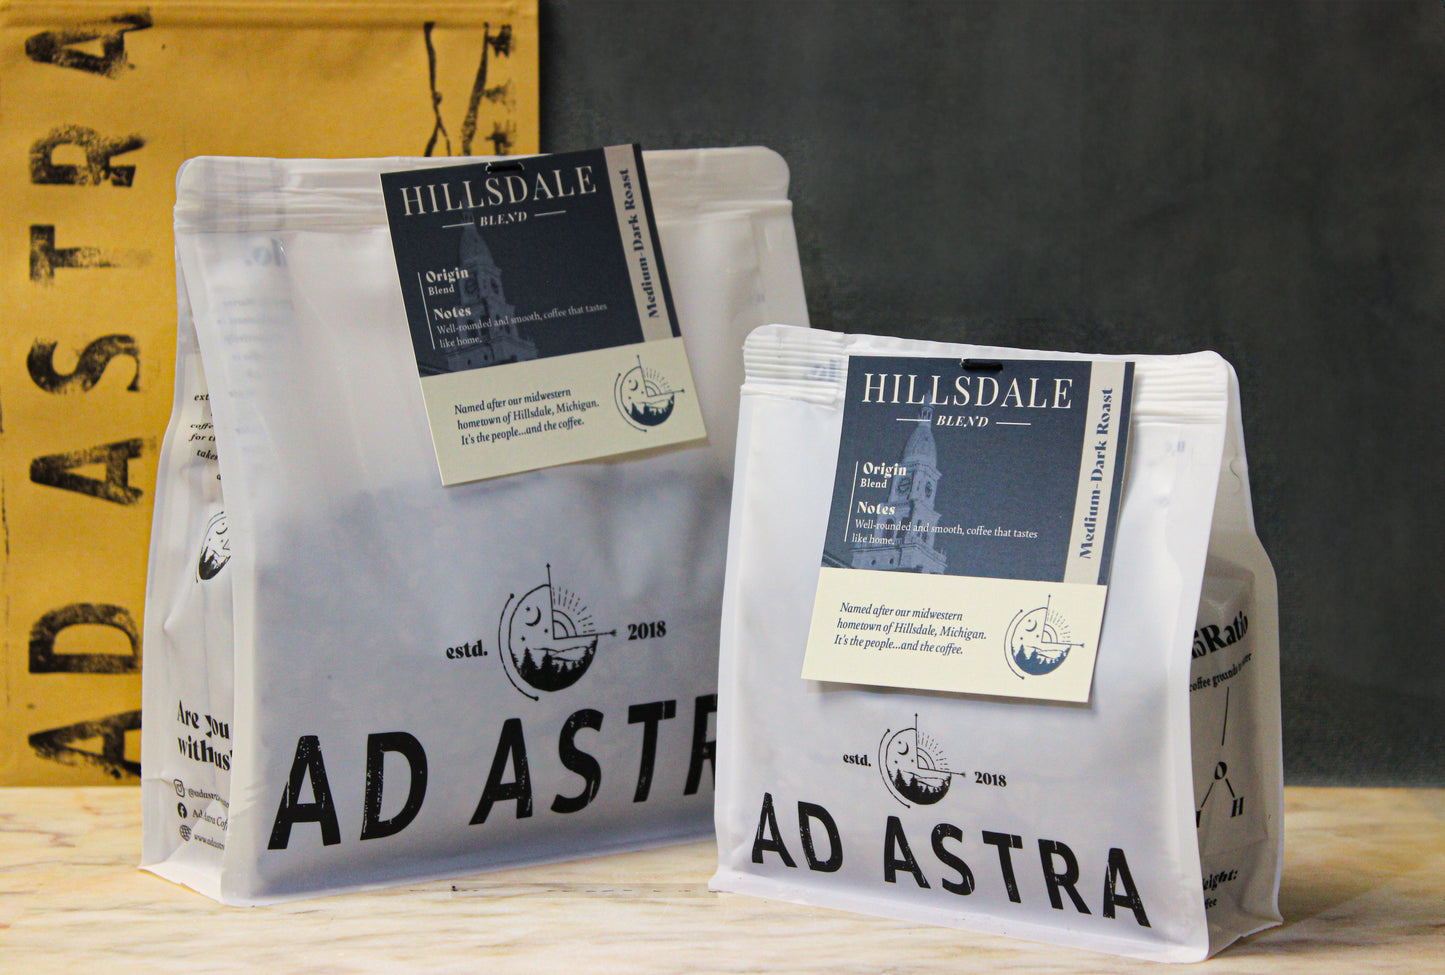 AD ASTRA
HILLSDALE
BLEND
Medium-Dark Roast
Origin
Blend
Notes
Well-rounded and smooth, coffee that tastes
like home.
Named after our midwestern
hometown of Hillsdale, Michigan.
It's the people...and the coffee.
estd.
2018
AD ASTR
Are you
with us
HILLSDALE
BLEND
Medium-Dark Roast
Origin
Blend
Notes
Well-rounded and smooth, coffee that tastes
like home.
Named after our midwestern
hometown of Hillsdale, Michigan.
It's the people...and the coffee.
estd.
2018
AD ASTRA
Ratio
coffee
O
H